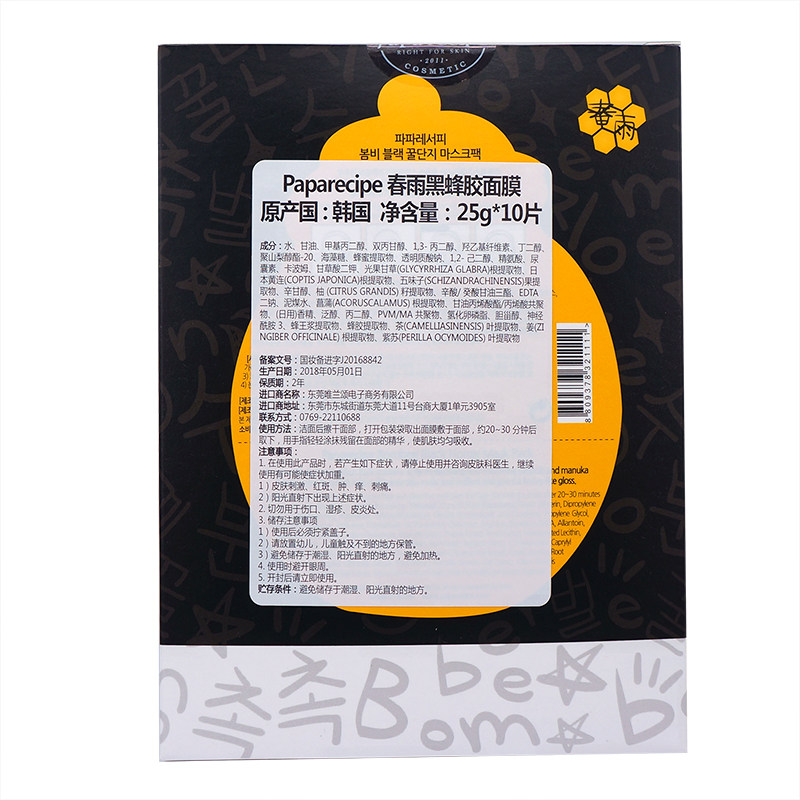 RIGHT FOR SKIN
·2011·
COSMETIC
春雨
파파레서피
봄비 블랙 꿀단지 마스크팩
Paparecipe 春雨黑蜂胶面膜
原产国：韩国 净含量：25g*10片
成分：水、甘油、甲基丙二醇、双丙甘醇、1,3- 丙二醇、羟乙基纤维素、丁二醇、
聚山梨醇酯-20、海藻糖、蜂蜜提取物、透明质酸钠、1,2- 己二醇、精氨酸、尿
囊素、卡波姆、甘草酸二钾、光果甘草(GLYCYRRHIZA GLABRA)根提取物、日
本黄连(COPTIS JAPONICA)根提取物、五味子(SCHIZANDRACHINENSIS)果提
取物、辛甘醇、柚 (CITRUS GRANDIS) 籽提取物、辛酸/ 癸酸甘油三酯、EDTA
二钠、泥煤水、菖蒲(ACORUSCALAMUS) 根提取物、甘油丙烯酸酯/丙烯酸共聚
物、(日用)香精、泛醇、丙二醇、PVM/MA 共聚物、氢化卵磷脂、胆甾醇、神经
酰胺 3、蜂王浆提取物、蜂胶提取物、茶(CAMELLIASINENSIS) 叶提取物、姜(ZI
NGIBER OFFICINALE) 根提取物、紫苏(PERILLA OCYMOIDES) 叶提取物
备案文号：国妆备进字J20168842
生产日期：2018年05月01日
保质期：2年
进口商名称：东莞唯兰颂电子商务有限公司
进口商地址：东莞市东城街道东莞大道11号台商大厦1单元3905室
联系方式：0769-22110688
使用方法：洁面后擦干面部，打开包装袋取出面膜敷于面部，约20~30 分钟后
取下，用手指轻轻涂抹残留在面部的精华，使肌肤均匀吸收。
注意事项：
1. 在使用此产品时，若产生如下症状，请停止使用并咨询皮肤科医生，继续
使用有可能使症状加重。
1）皮肤刺激、红斑、肿、痒、刺痛。
2）阳光直射下出现上述症状。
2. 切勿用于伤口、湿疹、皮炎处。
3. 储存注意事项
1）使用后必须拧紧盖子。
2）请放置幼儿，儿童触及不到的地方保管。
3）避免储存于潮湿、阳光直射的地方，避免加热。
4. 使用时避开眼周。
5. 开封后请立即使用。
贮存条件：避免储存于潮湿、阳光直射的地方。
8 809378 321111
nd manuka
e gloss.
er 20~30 minutes
erin, Dipropylene
pylene Glycol,
A, Allantoin,
ted Lecithin,
Caprylyl
Root
촉촉 Bom be